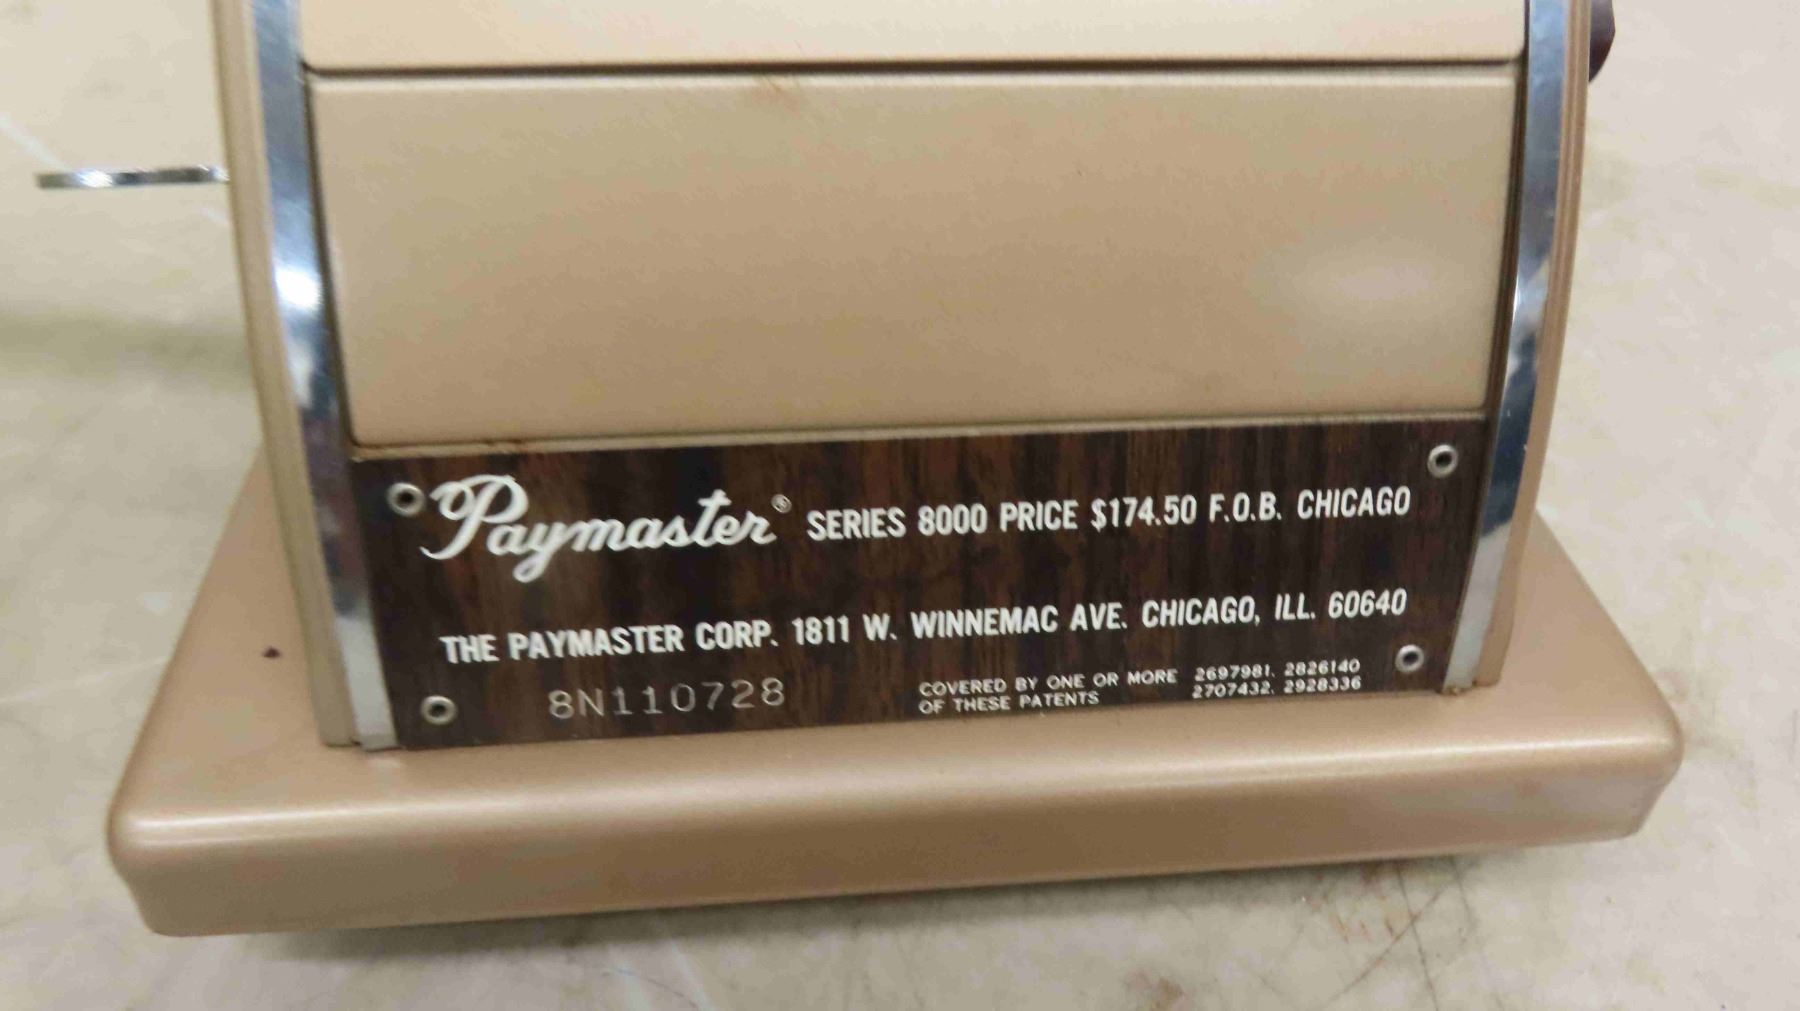 Paymaster® SERIES 8000 PRICE $174.50 F.O.B. CHICAGO
THE PAYMASTER CORP. 1811 W. WINNEMAC AVE. CHICAGO, ILL. 60640
8N110728
COVERED BY ONE OR MORE 2697981, 2826140
OF THESE PATENTS 2707432, 2928336